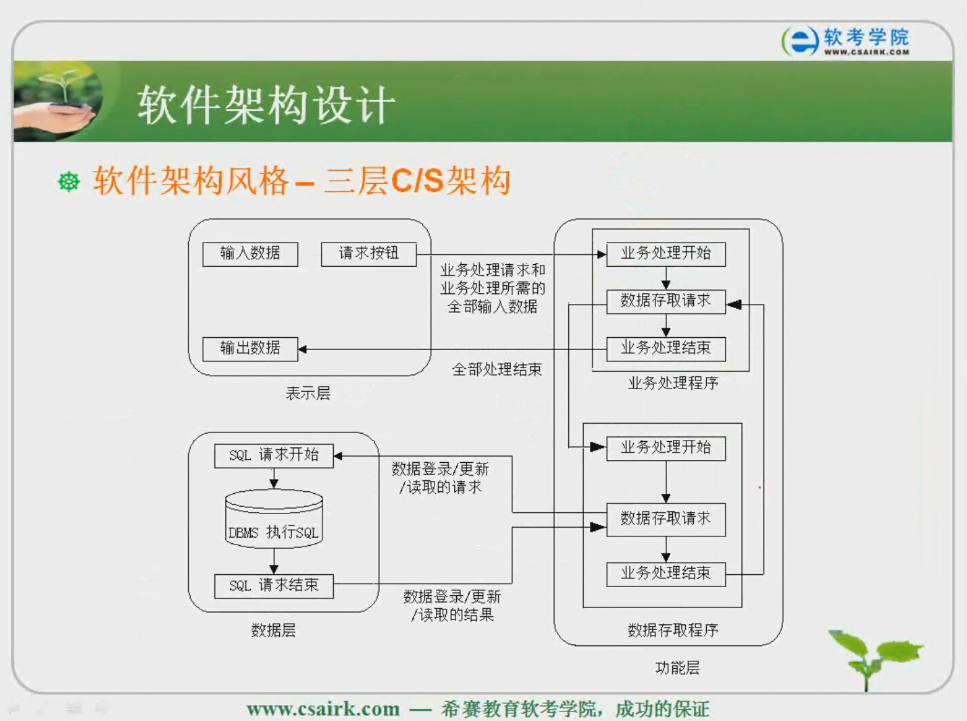 软考学院
WWW.CSAIRK.COM
软件架构设计
软件架构风格 – 三层C/S架构
输入数据
请求按钮
业务处理请求和
业务处理所需的
全部输入数据
业务处理开始
数据存取请求
业务处理结束
业务处理程序
输出数据
全部处理结束
表示层
SQL 请求开始
DBMS 执行SQL
SQL 请求结束
数据层
数据登录/更新
/读取的请求
数据登录/更新
/读取的结果
业务处理开始
数据存取请求
业务处理结束
数据存取程序
功能层
www.csairk.com — 希赛教育软考学院，成功的保证